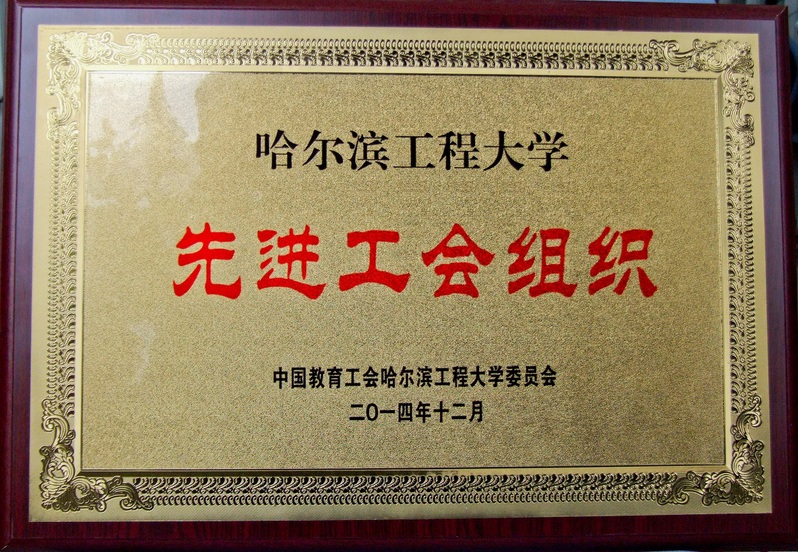 哈尔滨工程大学
先进工会组织
中国教育工会哈尔滨工程大学委员会
二〇一四年十二月